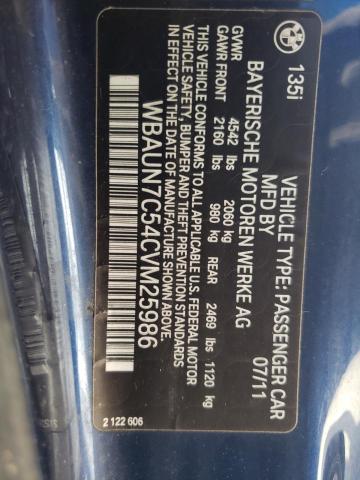 BMW
135i
VEHICLE TYPE: PASSENGER CAR
MFD BY 07/11
BAYERISCHE MOTOREN WERKE AG
GVWR 4542 lbs 2060 kg
GAWR FRONT 2160 lbs 980 kg REAR 2469 lbs 1120 kg
THIS VEHICLE CONFORMS TO ALL APPLICABLE U.S. FEDERAL MOTOR
VEHICLE SAFETY, BUMPER AND THEFT PREVENTION STANDARDS
IN EFFECT ON THE DATE OF MANUFACTURE SHOWN ABOVE.
WBAUN7C54CVM25986
2 122 606